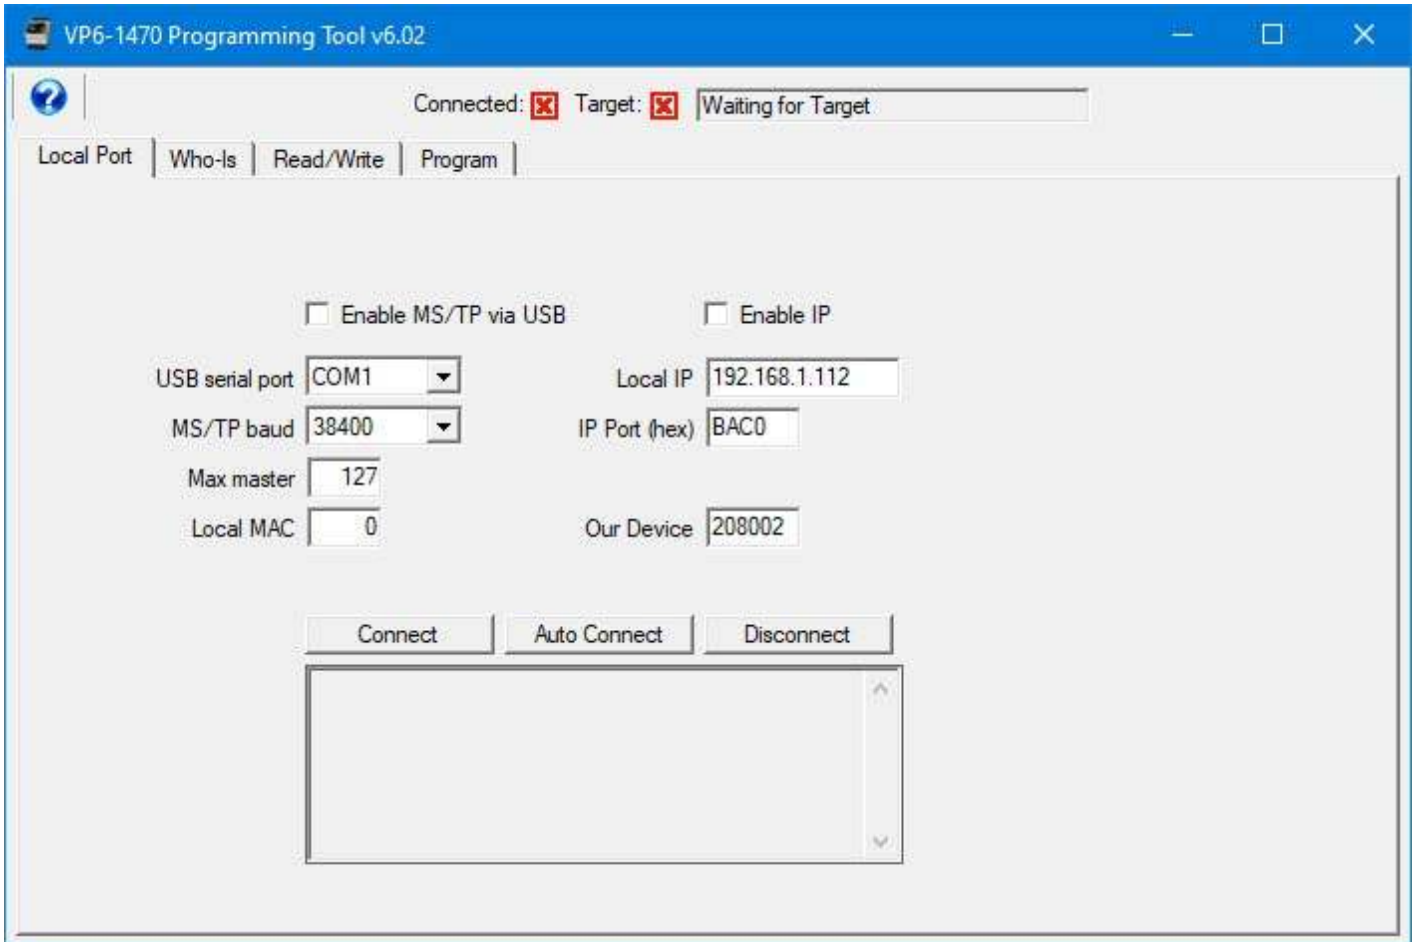 VP6-1470 Programming Tool v6.02
Connected: Target: Waiting for Target
Local Port Who-Is Read/Write Program
Enable MS/TP via USB Enable IP
USB serial port COM1 Local IP 192.168.1.112
MS/TP baud 38400 IP Port (hex) BAC0
Max master 127
Local MAC 0 Our Device 208002
Connect Auto Connect Disconnect